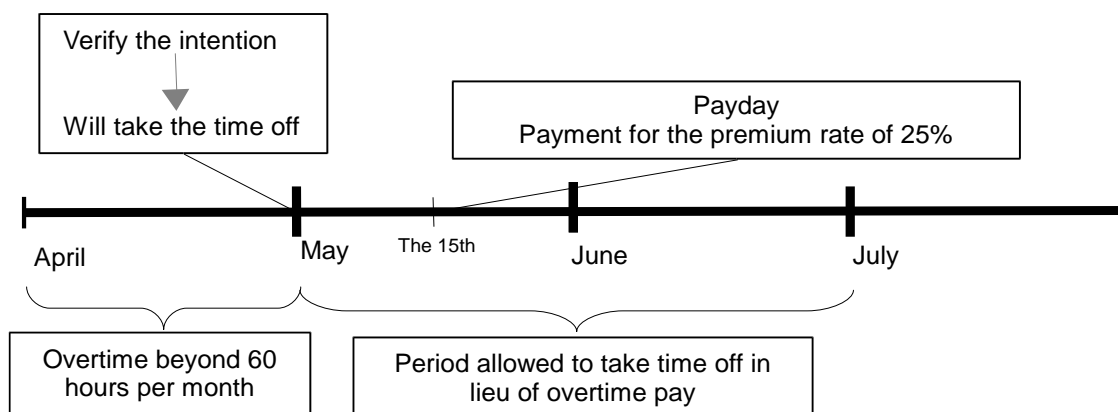 Verify the intention
Will take the time off
Payday
Payment for the premium rate of 25%
April
May
The 15th
June
July
Overtime beyond 60
hours per month
Period allowed to take time off in
lieu of overtime pay